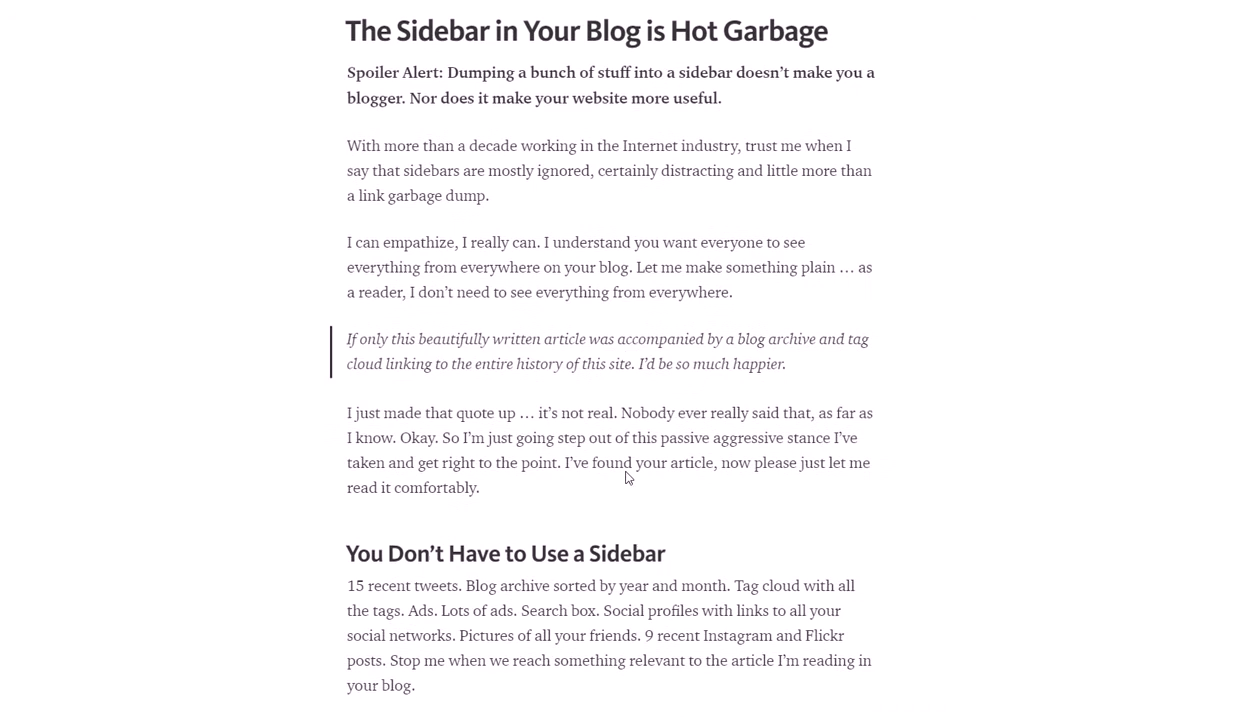 The Sidebar in Your Blog is Hot Garbage
Spoiler Alert: Dumping a bunch of stuff into a sidebar doesn’t make you a
blogger. Nor does it make your website more useful.
With more than a decade working in the Internet industry, trust me when I
say that sidebars are mostly ignored, certainly distracting and little more than
a link garbage dump.
I can empathize, I really can. I understand you want everyone to see
everything from everywhere on your blog. Let me make something plain … as
a reader, I don’t need to see everything from everywhere.
If only this beautifully written article was accompanied by a blog archive and tag
cloud linking to the entire history of this site. I’d be so much happier.
I just made that quote up … it’s not real. Nobody ever really said that, as far as
I know. Okay. So I’m just going step out of this passive aggressive stance I’ve
taken and get right to the point. I’ve found your article, now please just let me
read it comfortably.
You Don’t Have to Use a Sidebar
15 recent tweets. Blog archive sorted by year and month. Tag cloud with all
the tags. Ads. Lots of ads. Search box. Social profiles with links to all your
social networks. Pictures of all your friends. 9 recent Instagram and Flickr
posts. Stop me when we reach something relevant to the article I’m reading in
your blog.